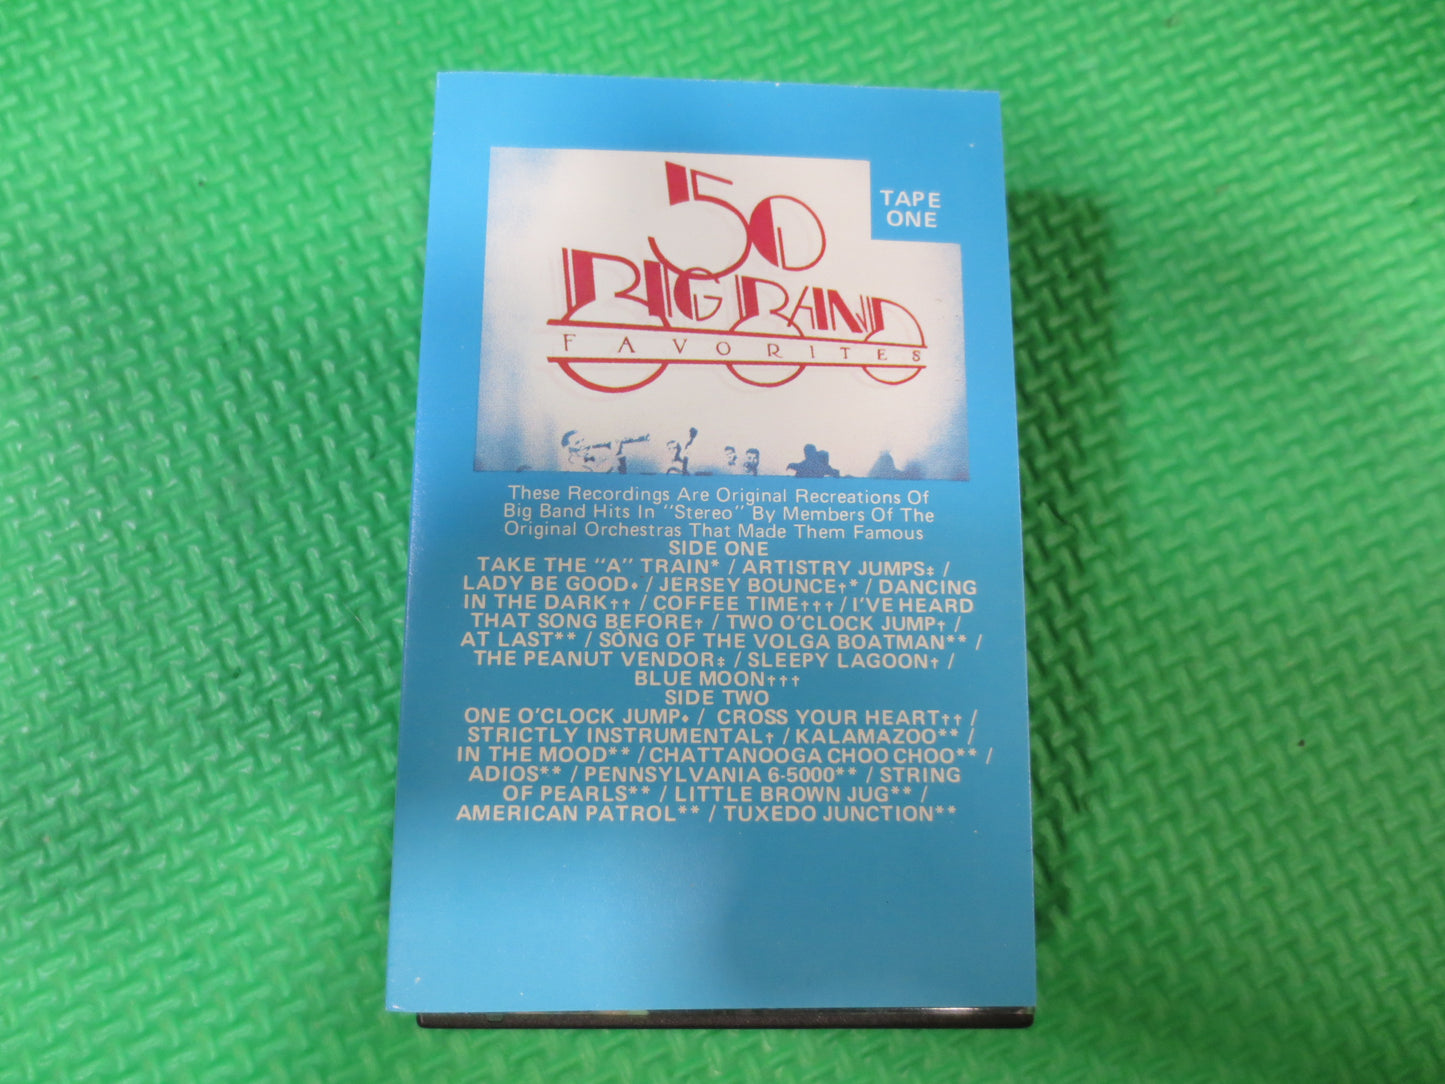 50
BIG BAND
FAVORITES
TAPE
ONE
These Recordings Are Original Recreations Of
Big Band Hits In "Stereo" By Members Of The
Original Orchestras That Made Them Famous
SIDE ONE
TAKE THE "A" TRAIN* / ARTISTRY JUMPS‡ /
LADY BE GOOD♦ / JERSEY BOUNCE†* / DANCING
IN THE DARK†† / COFFEE TIME††† / I'VE HEARD
THAT SONG BEFORE† / TWO O'CLOCK JUMP† /
AT LAST** / SONG OF THE VOLGA BOATMAN** /
THE PEANUT VENDOR‡ / SLEEPY LAGOON† /
BLUE MOON†††
SIDE TWO
ONE O'CLOCK JUMP♦ / CROSS YOUR HEART†† /
STRICTLY INSTRUMENTAL† / KALAMAZOO** /
IN THE MOOD** / CHATTANOOGA CHOO CHOO** /
ADIOS** / PENNSYLVANIA 6-5000** / STRING
OF PEARLS** / LITTLE BROWN JUG** /
AMERICAN PATROL** / TUXEDO JUNCTION**